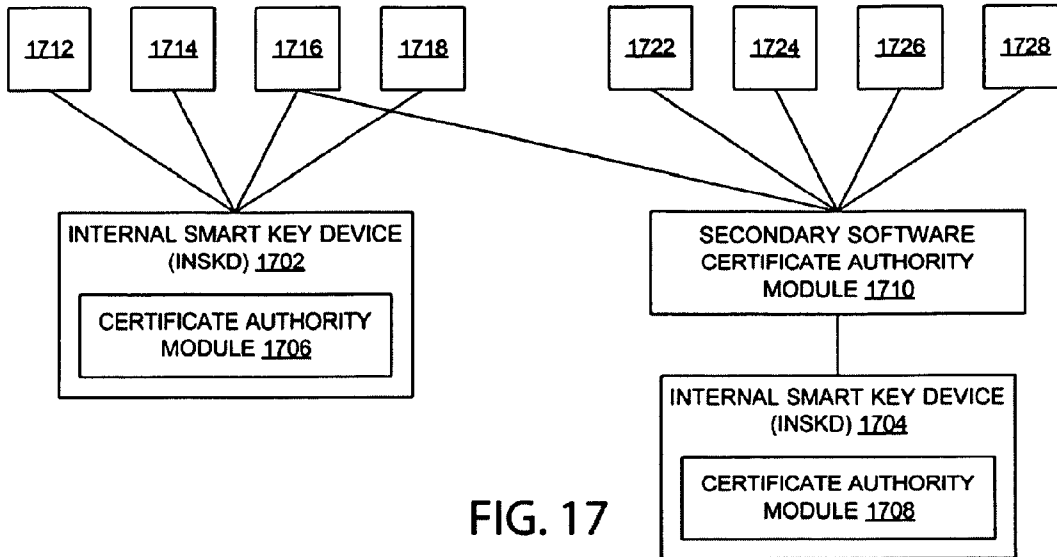 1712 1714 1716 1718 1722 1724 1726 1728
INTERNAL SMART KEY DEVICE
(INSKD) 1702
CERTIFICATE AUTHORITY
MODULE 1706
SECONDARY SOFTWARE
CERTIFICATE AUTHORITY
MODULE 1710
INTERNAL SMART KEY DEVICE
(INSKD) 1704
CERTIFICATE AUTHORITY
MODULE 1708
FIG. 17